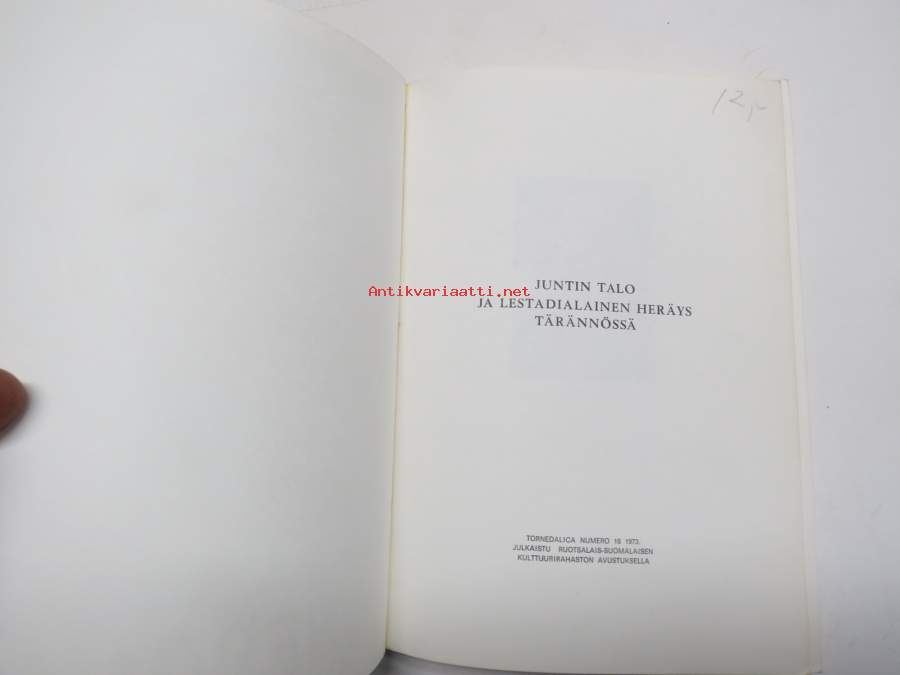 12,-
JUNTIN TALO
Antikvariaatti.net
JA LESTADIALAINEN HERÄYS
TÄRÄNNÖSSÄ
TORNEDALICA NUMERO 16 1973.
JULKAISTU RUOTSALAIS-SUOMALAISEN
KULTTUURIRAHASTON AVUSTUKSELLA